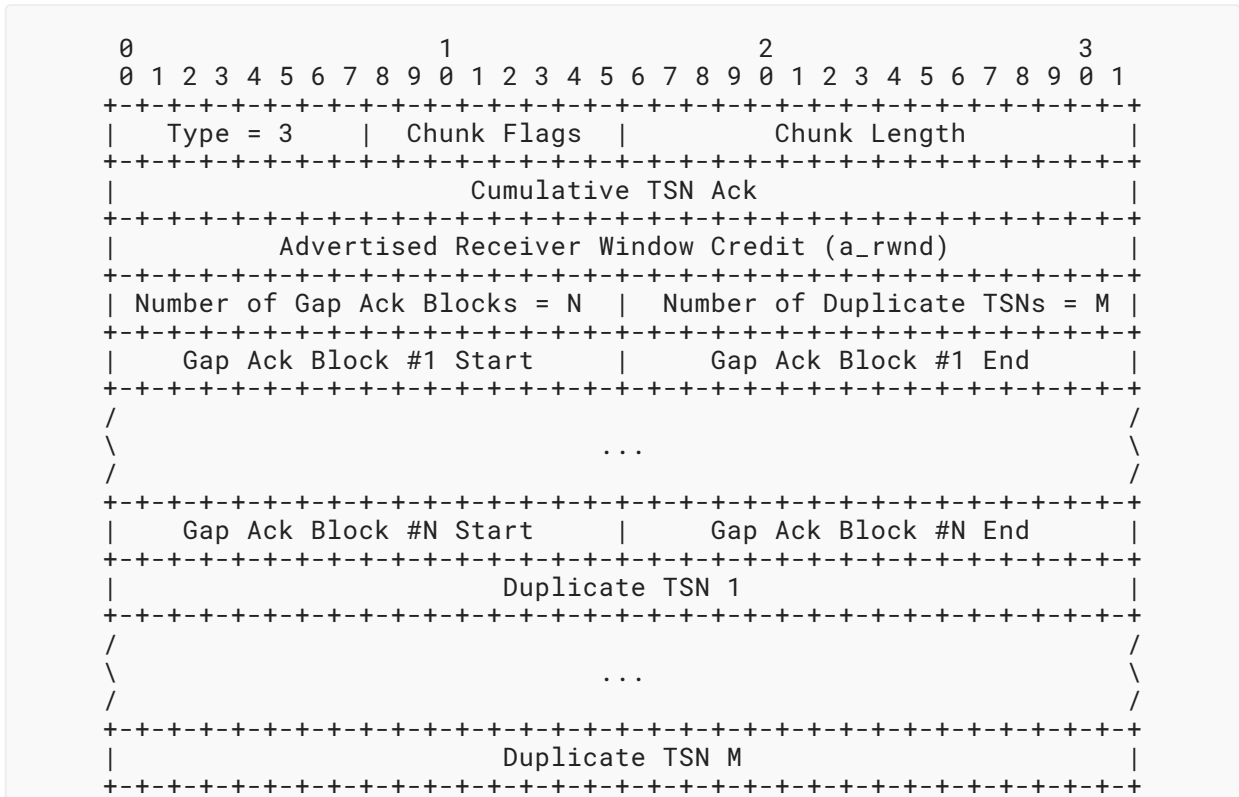 0                   1                   2                   3
 0 1 2 3 4 5 6 7 8 9 0 1 2 3 4 5 6 7 8 9 0 1 2 3 4 5 6 7 8 9 0 1
+-+-+-+-+-+-+-+-+-+-+-+-+-+-+-+-+-+-+-+-+-+-+-+-+-+-+-+-+-+-+-+-+
|   Type = 3    |  Chunk Flags  |         Chunk Length          |
+-+-+-+-+-+-+-+-+-+-+-+-+-+-+-+-+-+-+-+-+-+-+-+-+-+-+-+-+-+-+-+-+
|                      Cumulative TSN Ack                       |
+-+-+-+-+-+-+-+-+-+-+-+-+-+-+-+-+-+-+-+-+-+-+-+-+-+-+-+-+-+-+-+-+
|          Advertised Receiver Window Credit (a_rwnd)           |
+-+-+-+-+-+-+-+-+-+-+-+-+-+-+-+-+-+-+-+-+-+-+-+-+-+-+-+-+-+-+-+-+
| Number of Gap Ack Blocks = N  |  Number of Duplicate TSNs = M |
+-+-+-+-+-+-+-+-+-+-+-+-+-+-+-+-+-+-+-+-+-+-+-+-+-+-+-+-+-+-+-+-+
|    Gap Ack Block #1 Start     |     Gap Ack Block #1 End      |
+-+-+-+-+-+-+-+-+-+-+-+-+-+-+-+-+-+-+-+-+-+-+-+-+-+-+-+-+-+-+-+-+
/                                                               /
\                              ...                              \
/                                                               /
+-+-+-+-+-+-+-+-+-+-+-+-+-+-+-+-+-+-+-+-+-+-+-+-+-+-+-+-+-+-+-+-+
|    Gap Ack Block #N Start     |     Gap Ack Block #N End      |
+-+-+-+-+-+-+-+-+-+-+-+-+-+-+-+-+-+-+-+-+-+-+-+-+-+-+-+-+-+-+-+-+
|                        Duplicate TSN 1                        |
+-+-+-+-+-+-+-+-+-+-+-+-+-+-+-+-+-+-+-+-+-+-+-+-+-+-+-+-+-+-+-+-+
/                                                               /
\                              ...                              \
/                                                               /
+-+-+-+-+-+-+-+-+-+-+-+-+-+-+-+-+-+-+-+-+-+-+-+-+-+-+-+-+-+-+-+-+
|                        Duplicate TSN M                        |
+-+-+-+-+-+-+-+-+-+-+-+-+-+-+-+-+-+-+-+-+-+-+-+-+-+-+-+-+-+-+-+-+